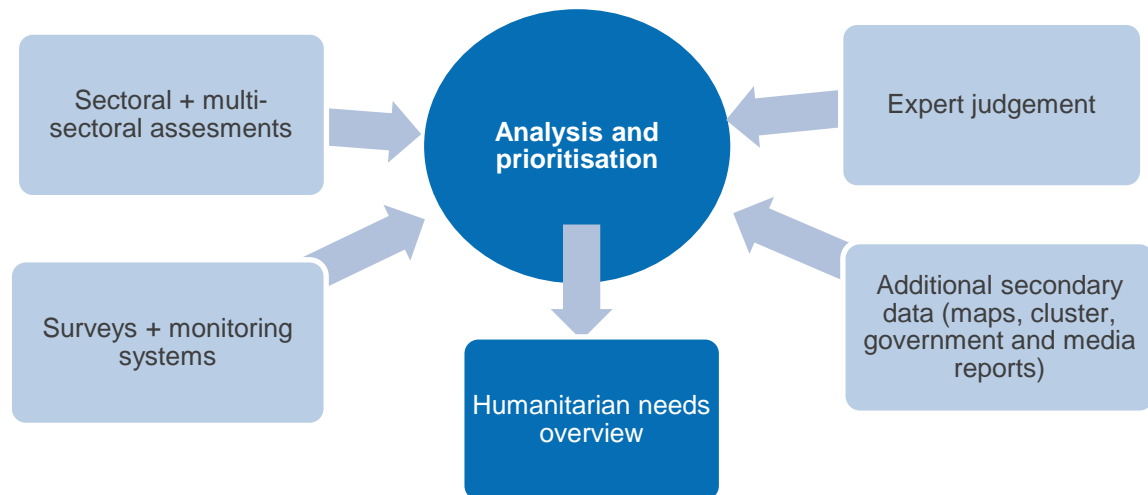 Sectoral + multi-
sectoral assesments
Analysis and
prioritisation
Expert judgement
Surveys + monitoring
systems
Additional secondary
data (maps, cluster,
government and media
reports)
Humanitarian needs
overview